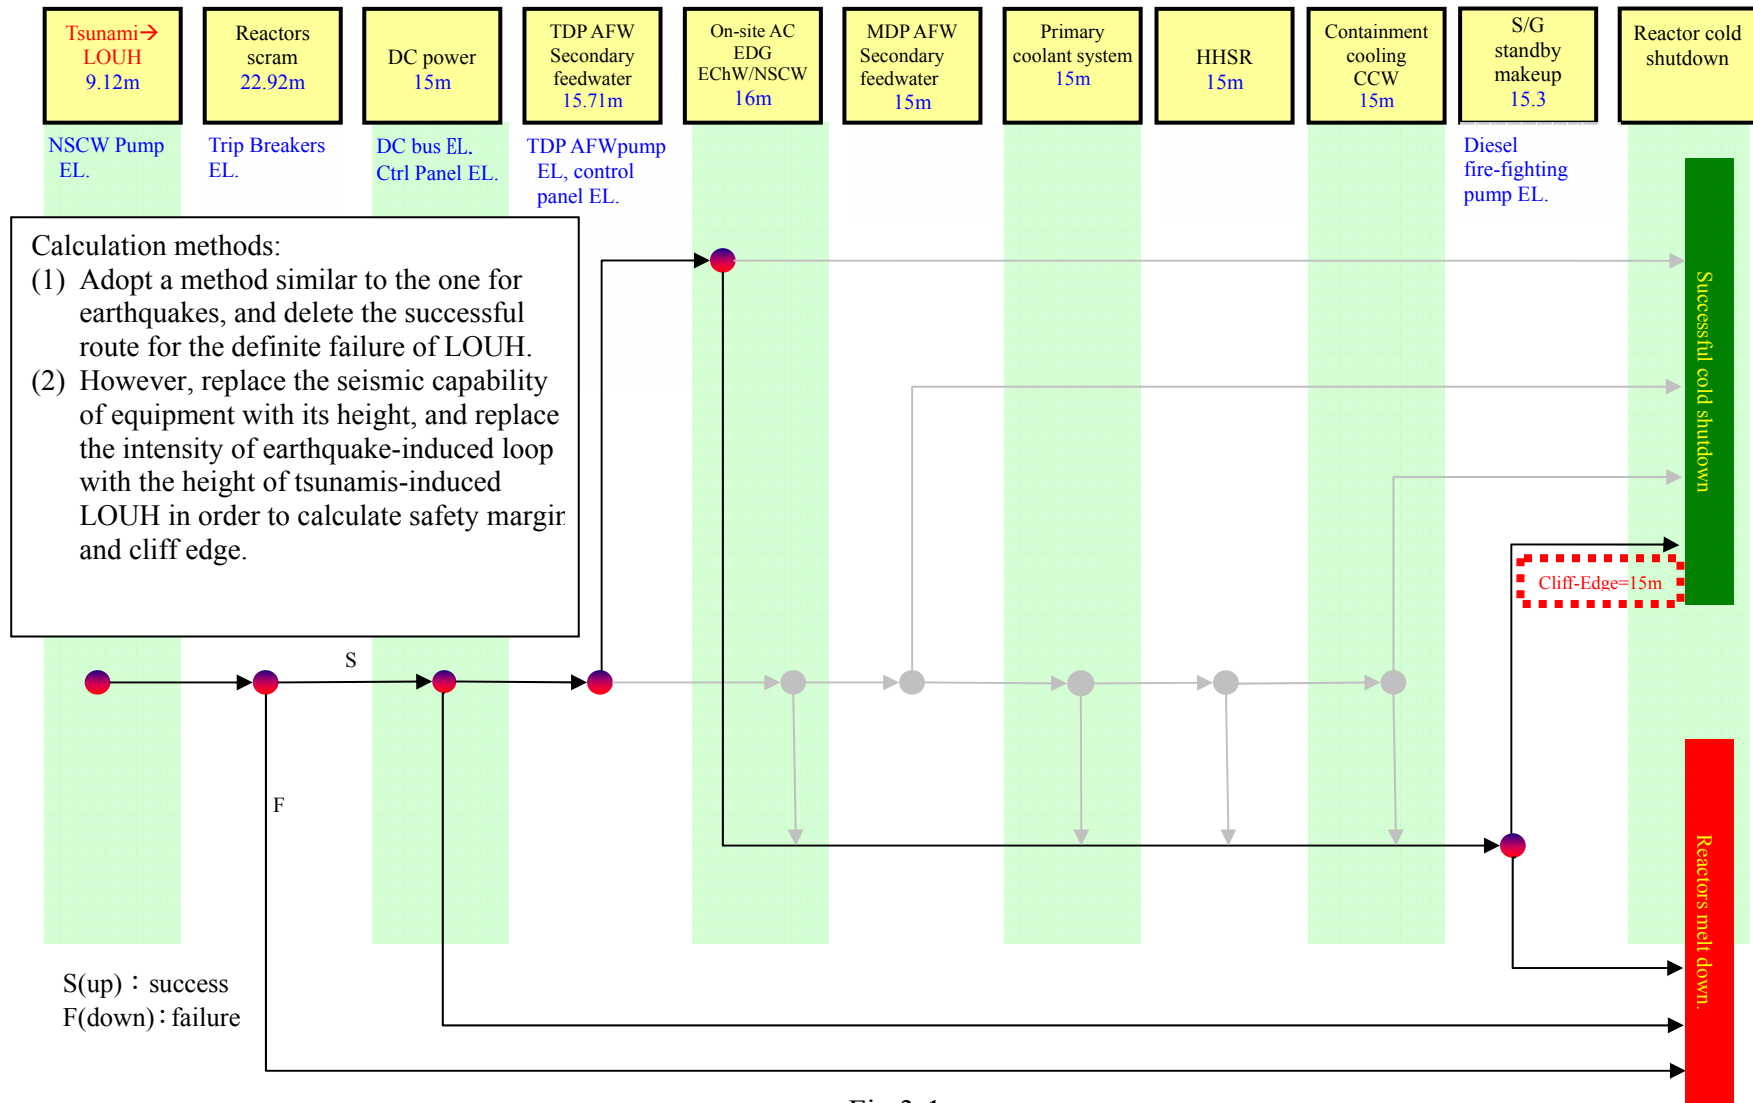 Tsunami→
LOUH
9.12m
Reactors
scram
22.92m
DC power
15m
TDP AFW
Secondary
feedwater
15.71m
On-site AC
EDG
EChW/NSCW
16m
MDP AFW
Secondary
feedwater
15m
Primary
coolant system
15m
HHSR
15m
Containment
cooling
CCW
15m
S/G
standby
makeup
15.3
Reactor cold
shutdown
NSCW Pump
EL.
Trip Breakers
EL.
DC bus EL.
Ctrl Panel EL.
TDP AFWpump
EL, control
panel EL.
Diesel
fire-fighting
pump EL.
Calculation methods:
(1) Adopt a method similar to the one for
earthquakes, and delete the successful
route for the definite failure of LOUH.
(2) However, replace the seismic capability
of equipment with its height, and replace
the intensity of earthquake-induced loop
with the height of tsunamis-induced
LOUH in order to calculate safety margin
and cliff edge.
Successful cold shutdown
Cliff-Edge=15m
S
F
Reactors melt down.
S(up)：success
F(down)：failure